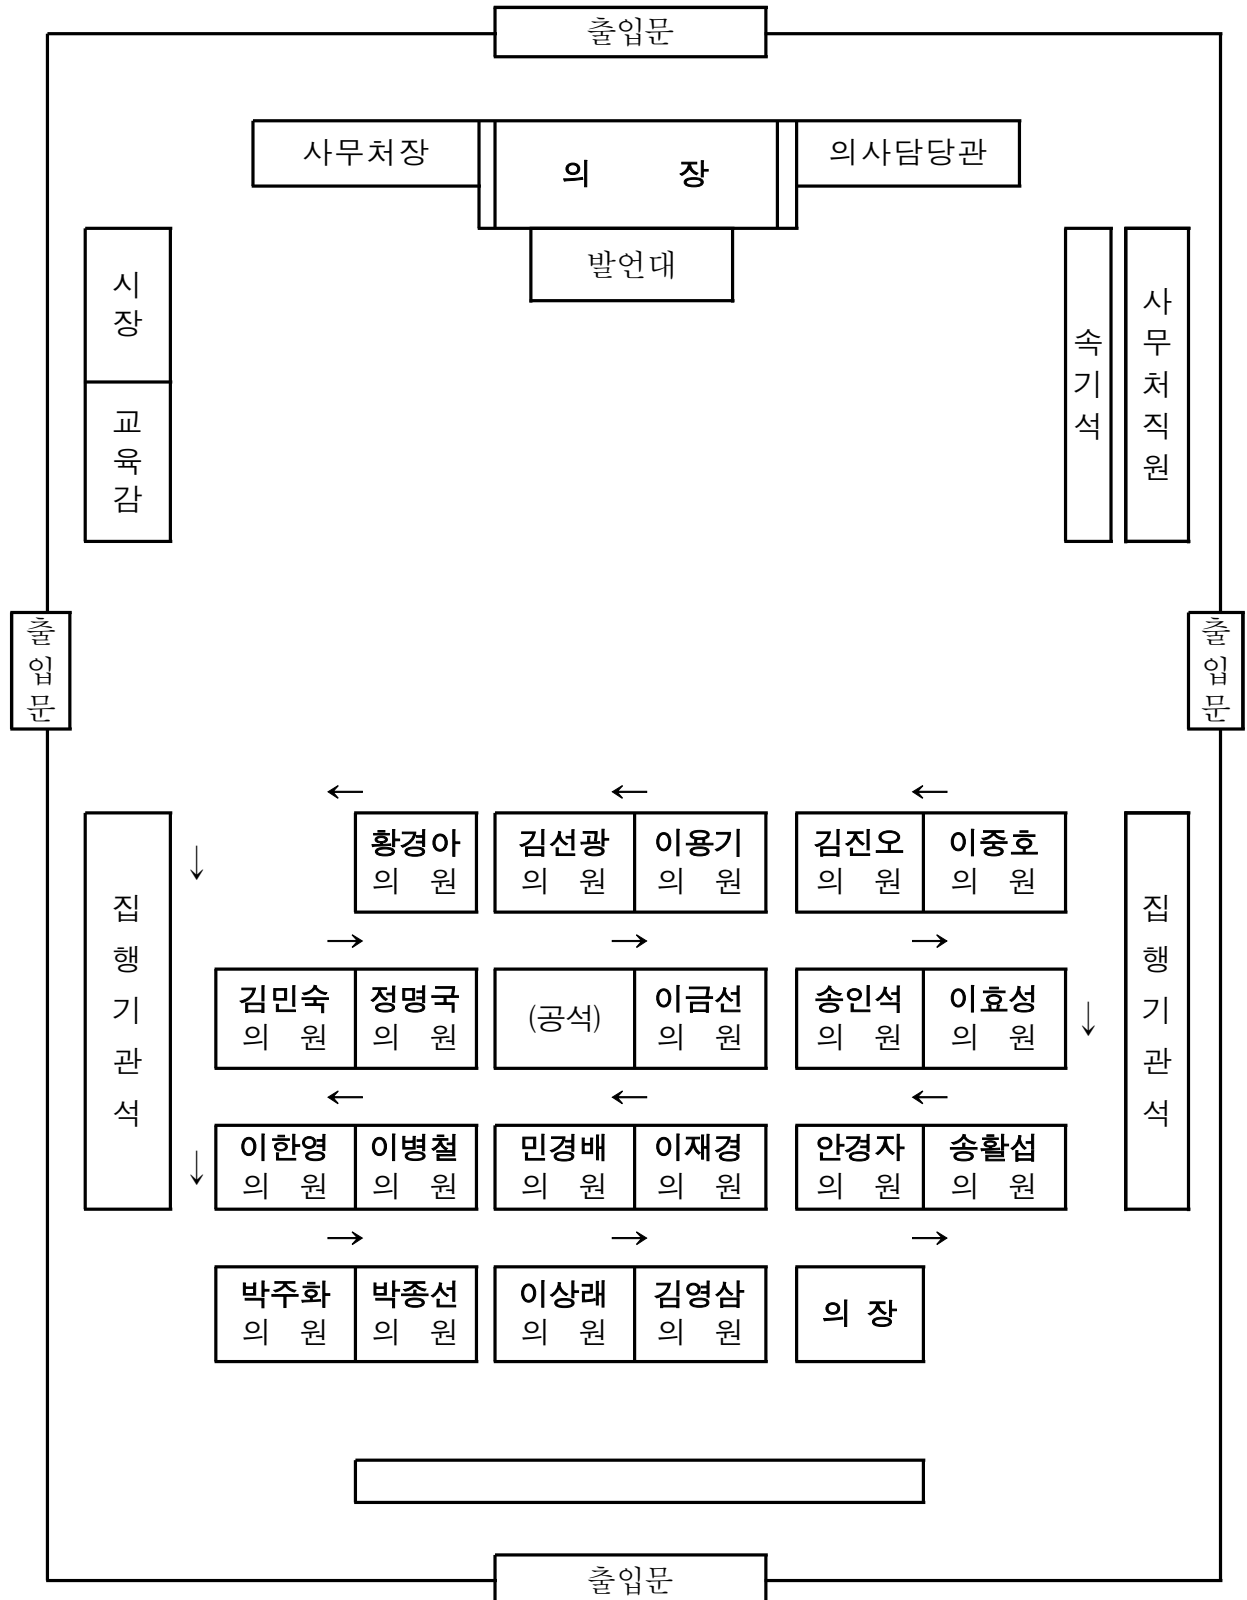 출입문
사무처장
의 장
의사담당관
발언대
시장
교육감
속기석
사무처직원
출입문
출입문
← ← ←
황경아 김선광 이용기 김진오 이중호
의 원 의 원 의 원 의 원 의 원
↓
→ → →
김민숙 정명국 (공석) 이금선 송인석 이효성
의 원 의 원 의 원 의 원 의 원
↓
← ← ←
이한영 이병철 민경배 이재경 안경자 송활섭
의 원 의 원 의 원 의 원 의 원 의 원
↓
→ → →
박주화 박종선 이상래 김영삼 의 장
의 원 의 원 의 원 의 원
집행기관석
집행기관석
출입문